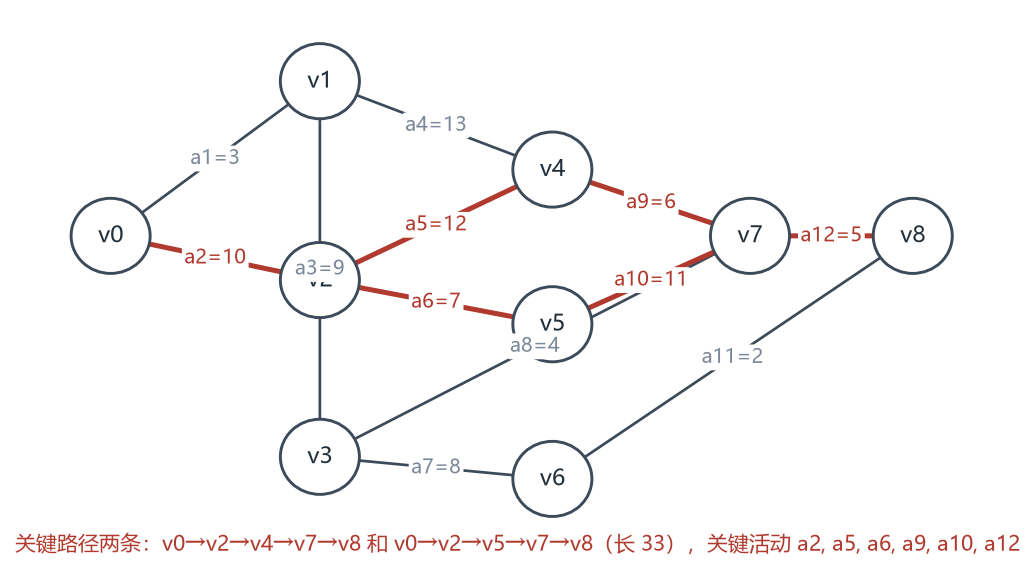 v1
a4=13
a1=3
v4
a9=6
v0
a5=12
v7
a12=5
v8
a2=10
a3=9
a10=11
a6=7
v5
a8=4
a11=2
v3
a7=8
v6
关键路径两条：v0→v2→v4→v7→v8 和 v0→v2→v5→v7→v8（长 33），关键活动 a2, a5, a6, a9, a10, a12